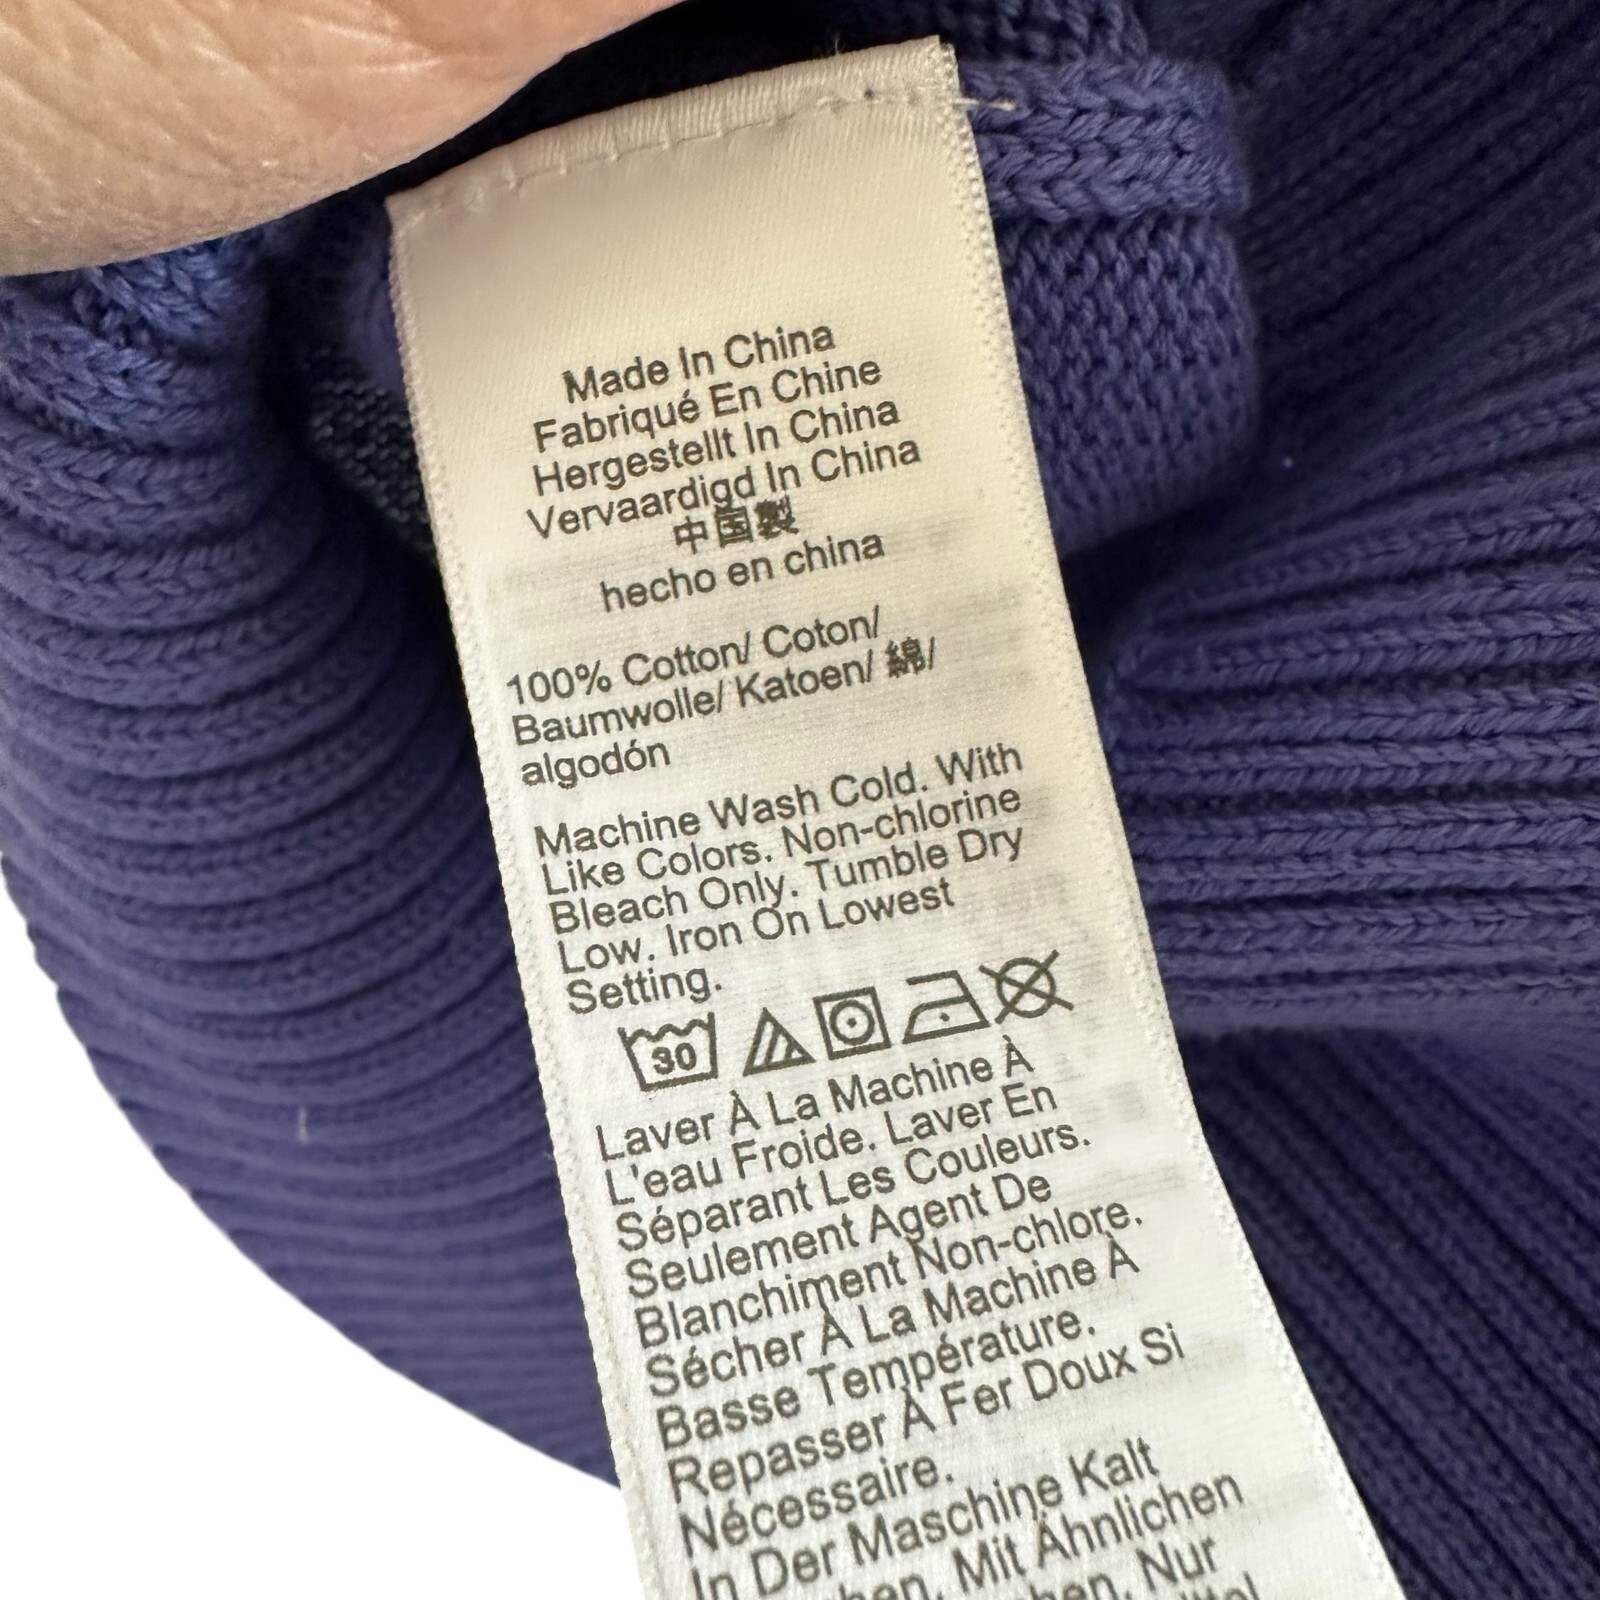 Made In China
Fabriqué En Chine
Hergestellt In China
Vervaardigd In China
中国製
hecho en china
100% Cotton/ Coton/
Baumwolle/ Katoen/ 綿/
algodón
Machine Wash Cold. With
Like Colors. Non-chlorine
Bleach Only. Tumble Dry
Low. Iron On Lowest
Setting.
30
Laver À La Machine À
L'eau Froide. Laver En
Séparant Les Couleurs.
Seulement Agent De
Blanchiment Non-chlore.
Sécher À La Machine À
Basse Température.
Repasser À Fer Doux Si
Nécessaire.
In Der Maschine Kalt
Mit Ähnlichen
Nur